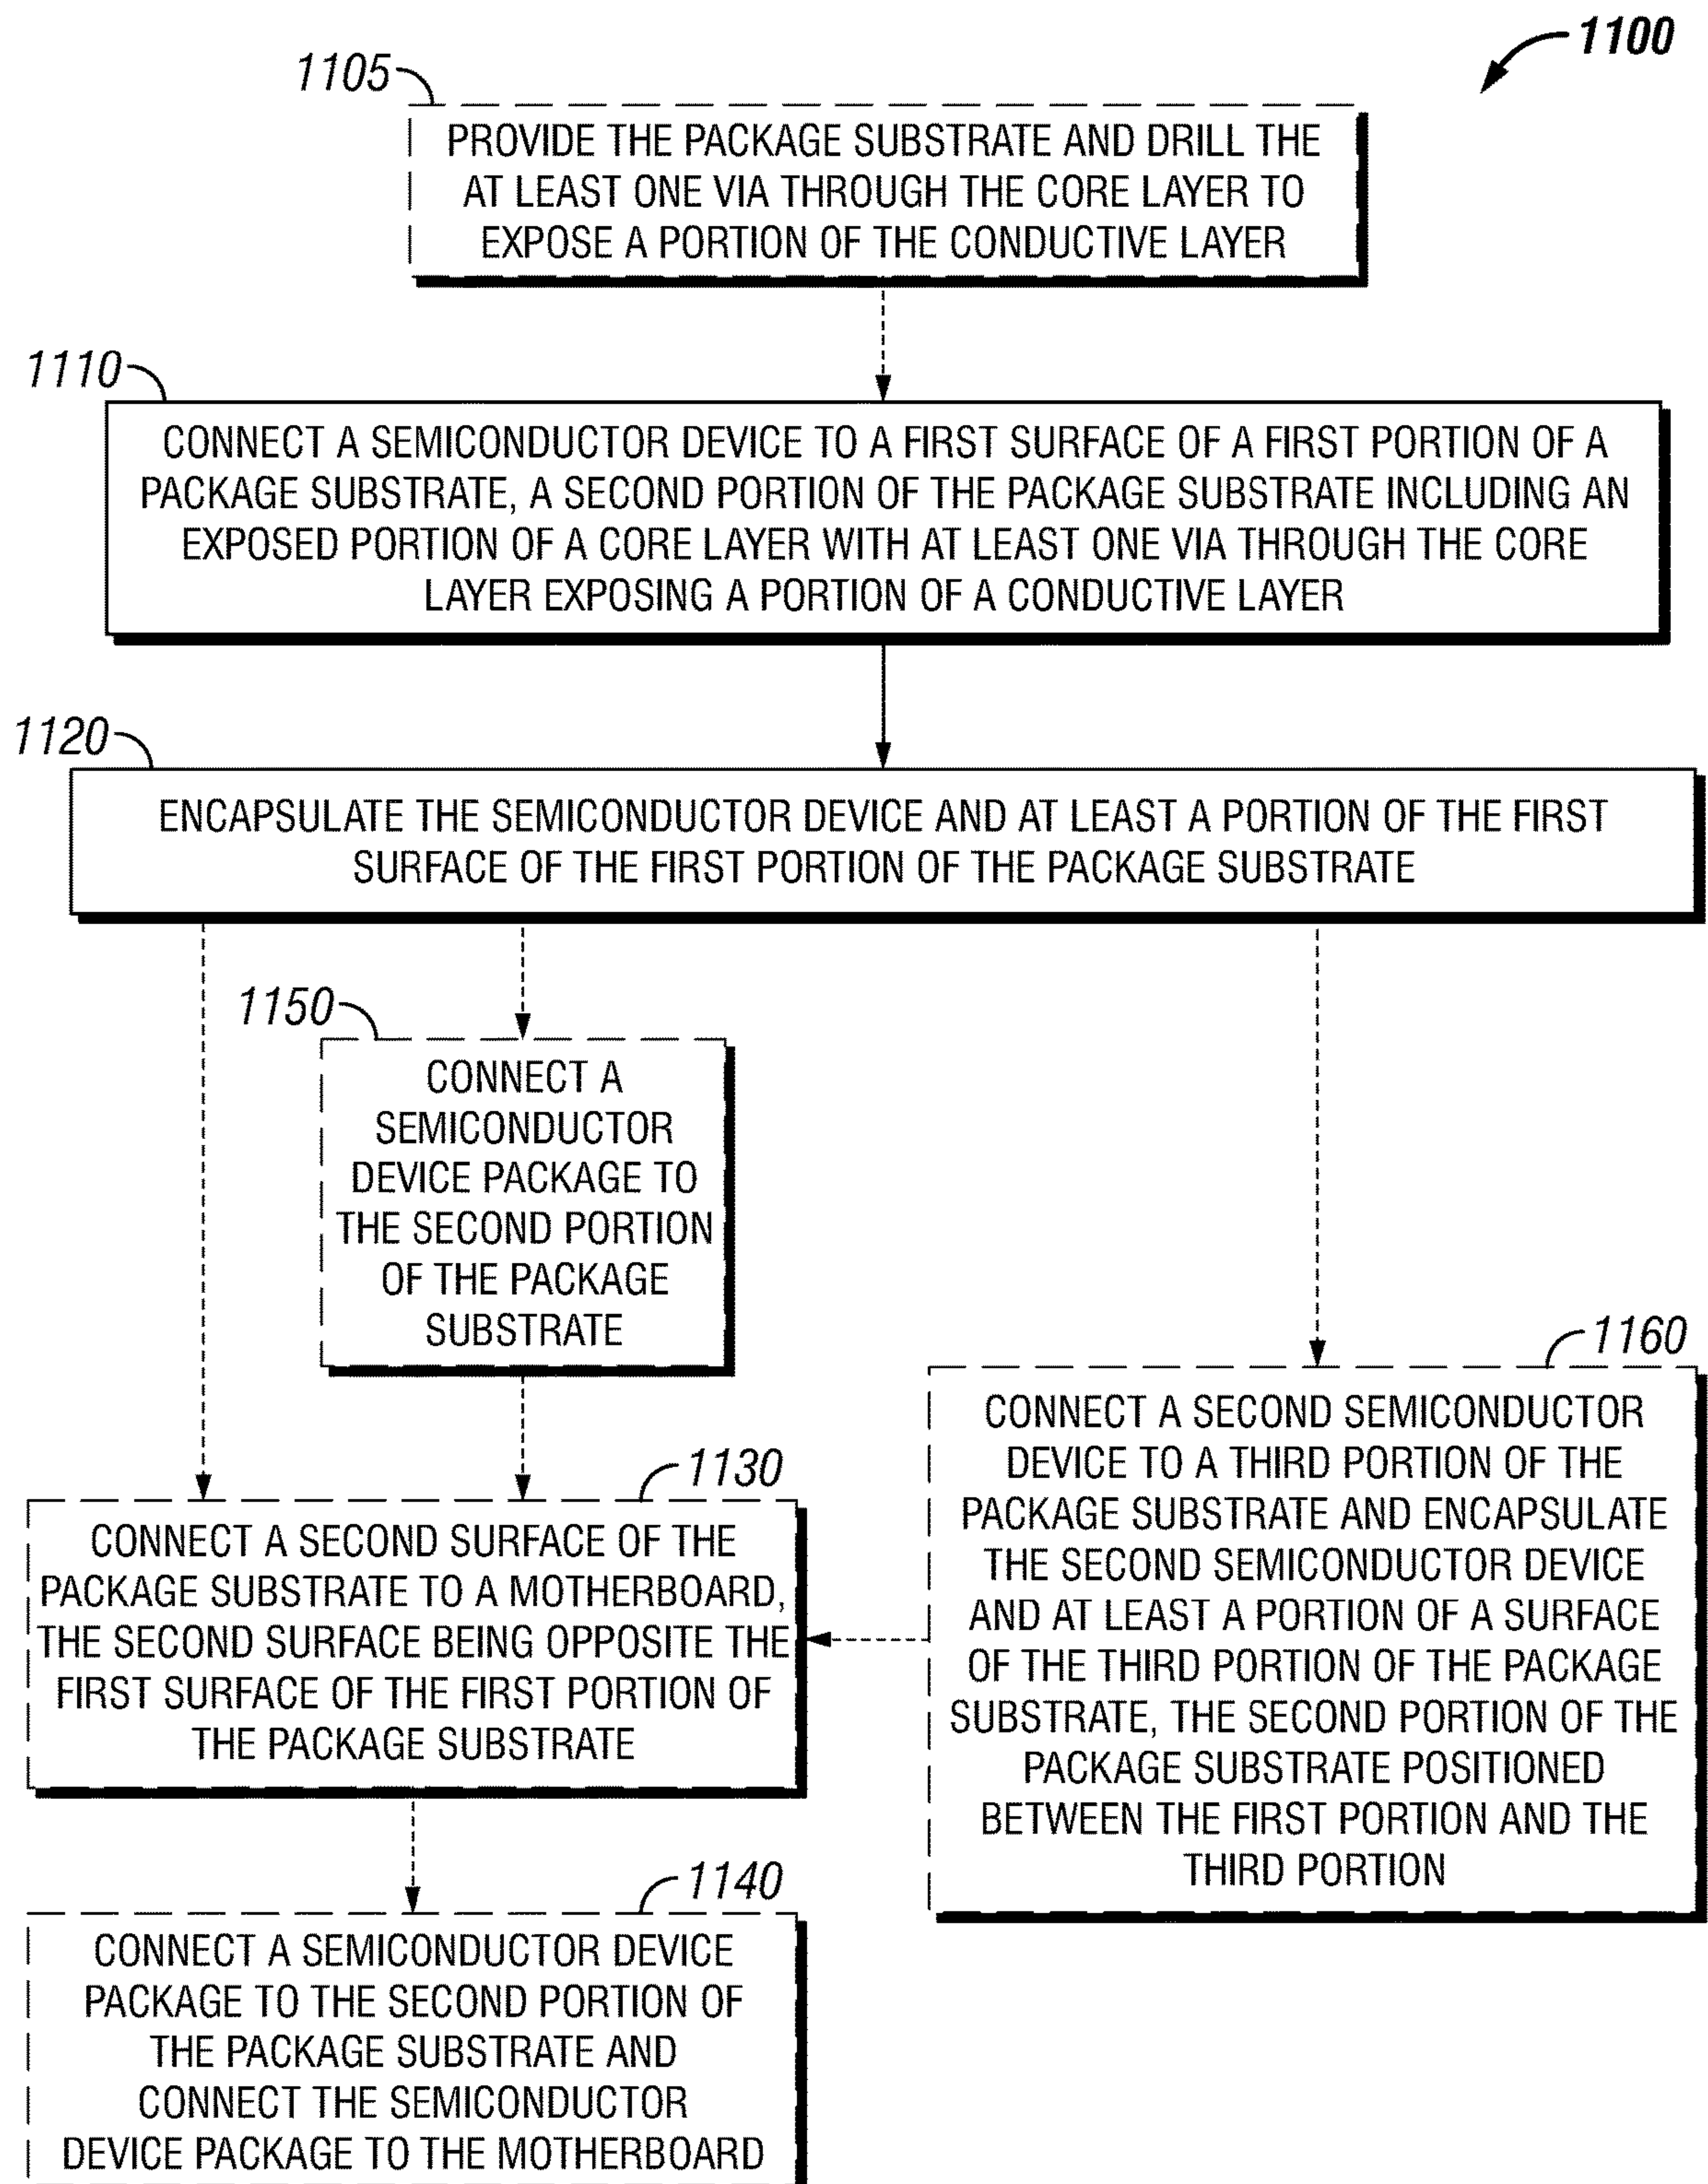 1100
1105
PROVIDE THE PACKAGE SUBSTRATE AND DRILL THE
AT LEAST ONE VIA THROUGH THE CORE LAYER TO
EXPOSE A PORTION OF THE CONDUCTIVE LAYER
1110
CONNECT A SEMICONDUCTOR DEVICE TO A FIRST SURFACE OF A FIRST PORTION OF A
PACKAGE SUBSTRATE, A SECOND PORTION OF THE PACKAGE SUBSTRATE INCLUDING AN
EXPOSED PORTION OF A CORE LAYER WITH AT LEAST ONE VIA THROUGH THE CORE
LAYER EXPOSING A PORTION OF A CONDUCTIVE LAYER
1120
ENCAPSULATE THE SEMICONDUCTOR DEVICE AND AT LEAST A PORTION OF THE FIRST
SURFACE OF THE FIRST PORTION OF THE PACKAGE SUBSTRATE
1150
CONNECT A
SEMICONDUCTOR
DEVICE PACKAGE TO
THE SECOND PORTION
OF THE PACKAGE
SUBSTRATE
1160
CONNECT A SECOND SEMICONDUCTOR
DEVICE TO A THIRD PORTION OF THE
PACKAGE SUBSTRATE AND ENCAPSULATE
THE SECOND SEMICONDUCTOR DEVICE
AND AT LEAST A PORTION OF A SURFACE
OF THE THIRD PORTION OF THE PACKAGE
SUBSTRATE, THE SECOND PORTION OF THE
PACKAGE SUBSTRATE POSITIONED
BETWEEN THE FIRST PORTION AND THE
THIRD PORTION
1130
CONNECT A SECOND SURFACE OF THE
PACKAGE SUBSTRATE TO A MOTHERBOARD,
THE SECOND SURFACE BEING OPPOSITE THE
FIRST SURFACE OF THE FIRST PORTION OF
THE PACKAGE SUBSTRATE
1140
CONNECT A SEMICONDUCTOR DEVICE
PACKAGE TO THE SECOND PORTION OF
THE PACKAGE SUBSTRATE AND
CONNECT THE SEMICONDUCTOR
DEVICE PACKAGE TO THE MOTHERBOARD